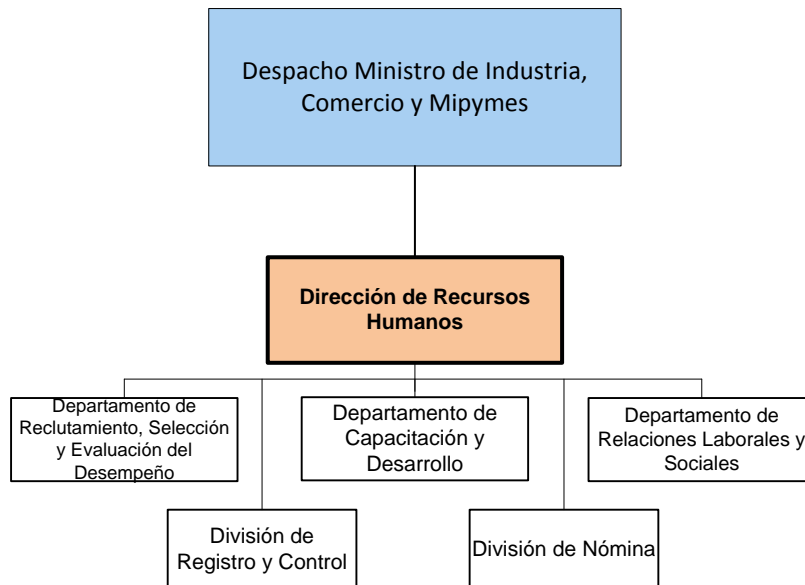 Despacho Ministro de Industria,
Comercio y Mipymes
Dirección de Recursos
Humanos
Departamento de
Reclutamiento, Selección
y Evaluación del
Desempeño
Departamento de
Capacitación y
Desarrollo
Departamento de
Relaciones Laborales y
Sociales
División de
Registro y Control
División de Nómina